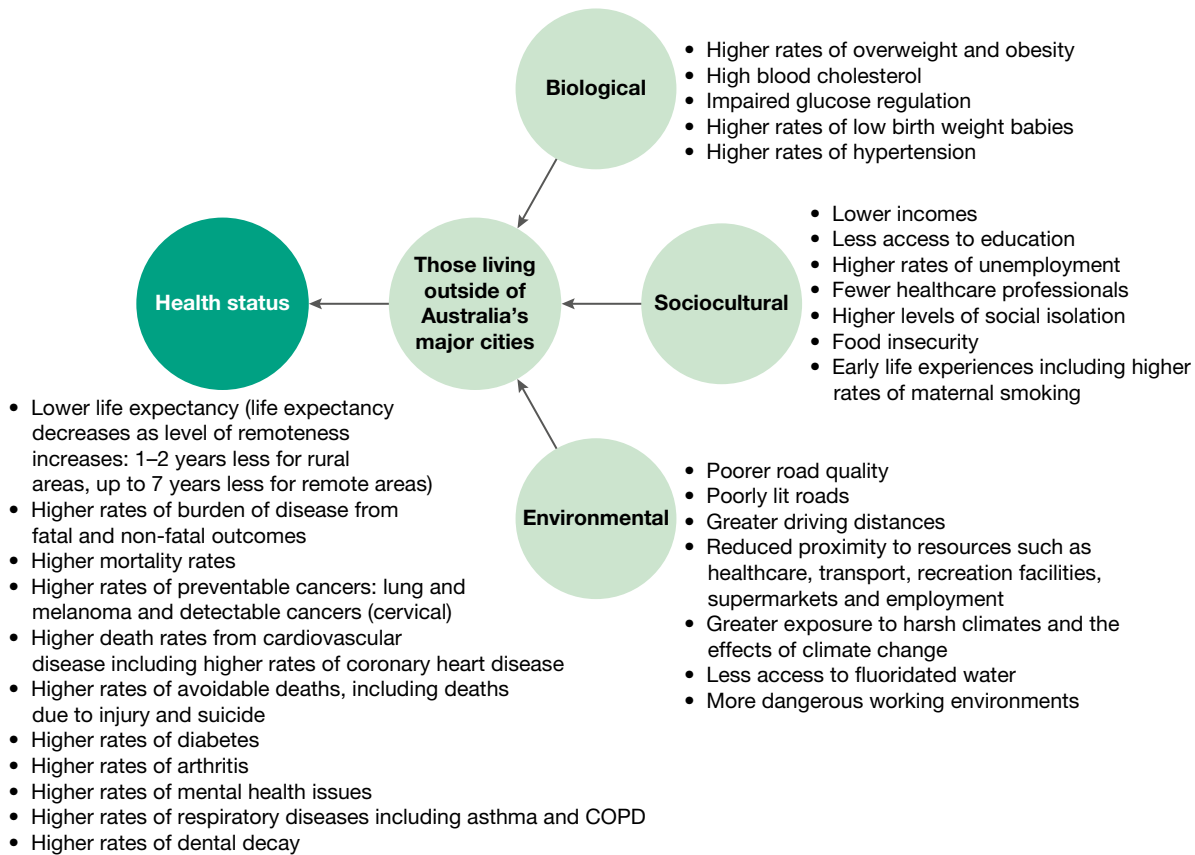 Biological
• Higher rates of overweight and obesity
• High blood cholesterol
• Impaired glucose regulation
• Higher rates of low birth weight babies
• Higher rates of hypertension
Health status
Those living
outside of
Australia's
major cities
Sociocultural
• Lower incomes
• Less access to education
• Higher rates of unemployment
• Fewer healthcare professionals
• Higher levels of social isolation
• Food insecurity
• Early life experiences including higher
rates of maternal smoking
• Lower life expectancy (life expectancy
decreases as level of remoteness
increases: 1–2 years less for rural
areas, up to 7 years less for remote areas)
• Higher rates of burden of disease from
fatal and non-fatal outcomes
• Higher mortality rates
• Higher rates of preventable cancers: lung and
melanoma and detectable cancers (cervical)
• Higher death rates from cardiovascular
disease including higher rates of coronary heart disease
• Higher rates of avoidable deaths, including deaths
due to injury and suicide
• Higher rates of diabetes
• Higher rates of arthritis
• Higher rates of mental health issues
• Higher rates of respiratory diseases including asthma and COPD
• Higher rates of dental decay
Environmental
• Poorer road quality
• Poorly lit roads
• Greater driving distances
• Reduced proximity to resources such as
healthcare, transport, recreation facilities,
supermarkets and employment
• Greater exposure to harsh climates and the
effects of climate change
• Less access to fluoridated water
• More dangerous working environments